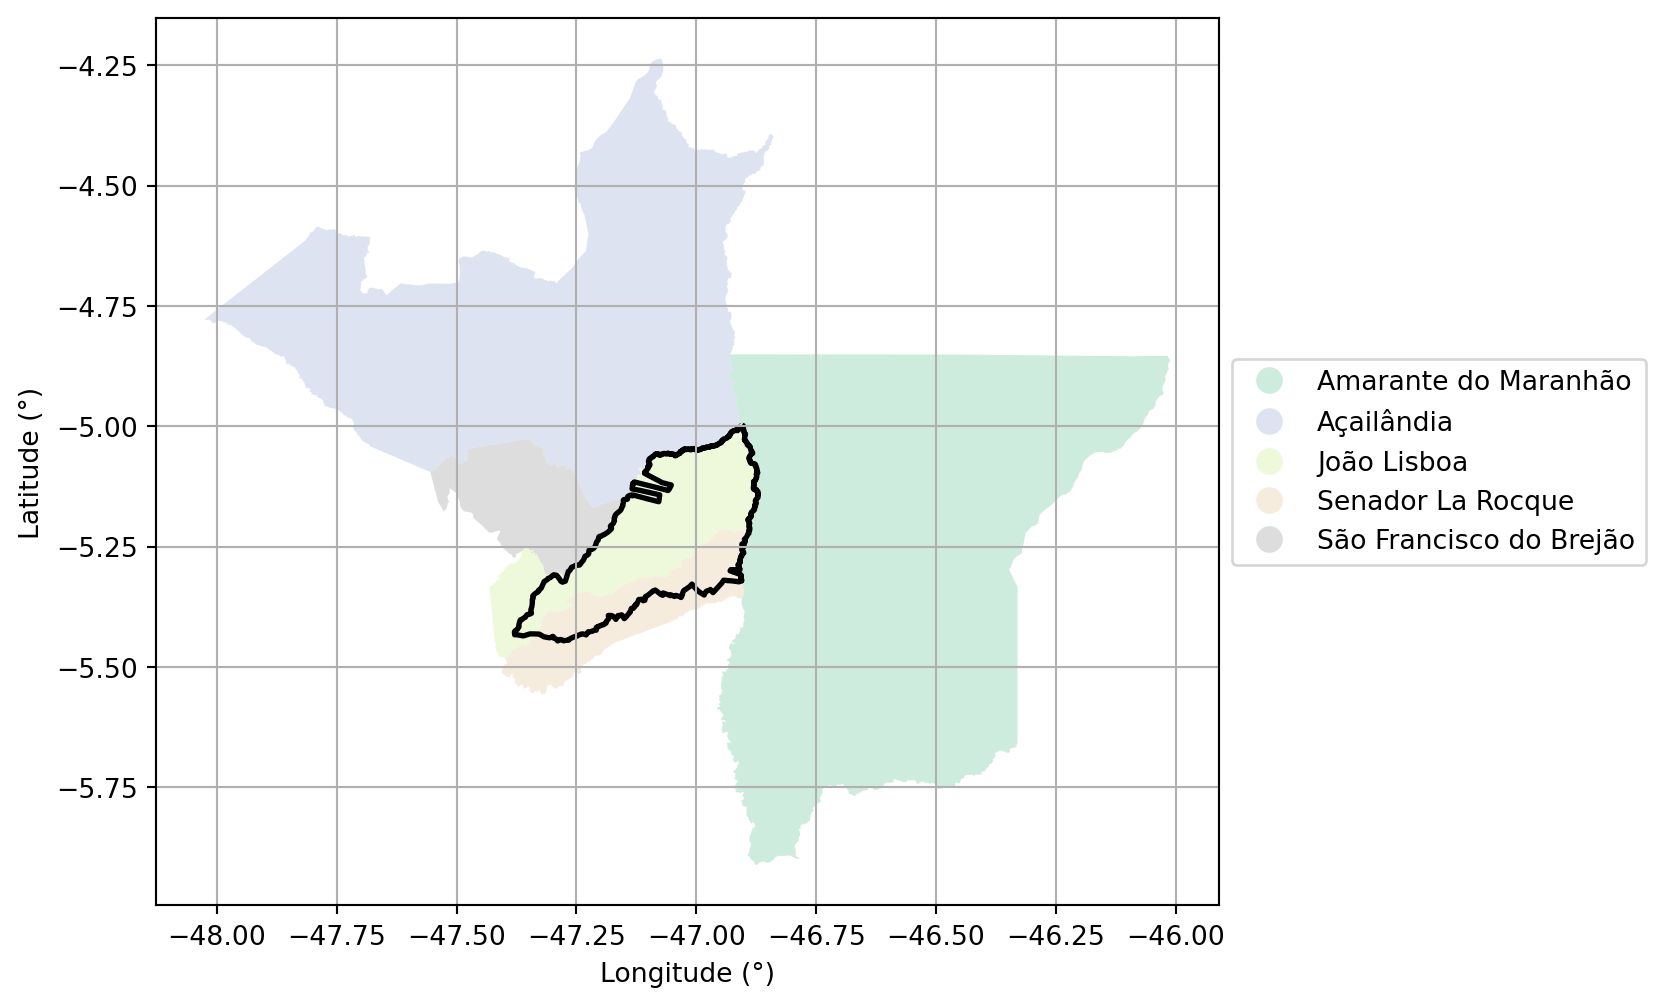 −4.25
−4.50
−4.75
−5.00
−5.25
−5.50
−5.75
Latitude (°)
−48.00 −47.75 −47.50 −47.25 −47.00 −46.75 −46.50 −46.25 −46.00
Longitude (°)
Amarante do Maranhão
Açailândia
João Lisboa
Senador La Rocque
São Francisco do Brejão